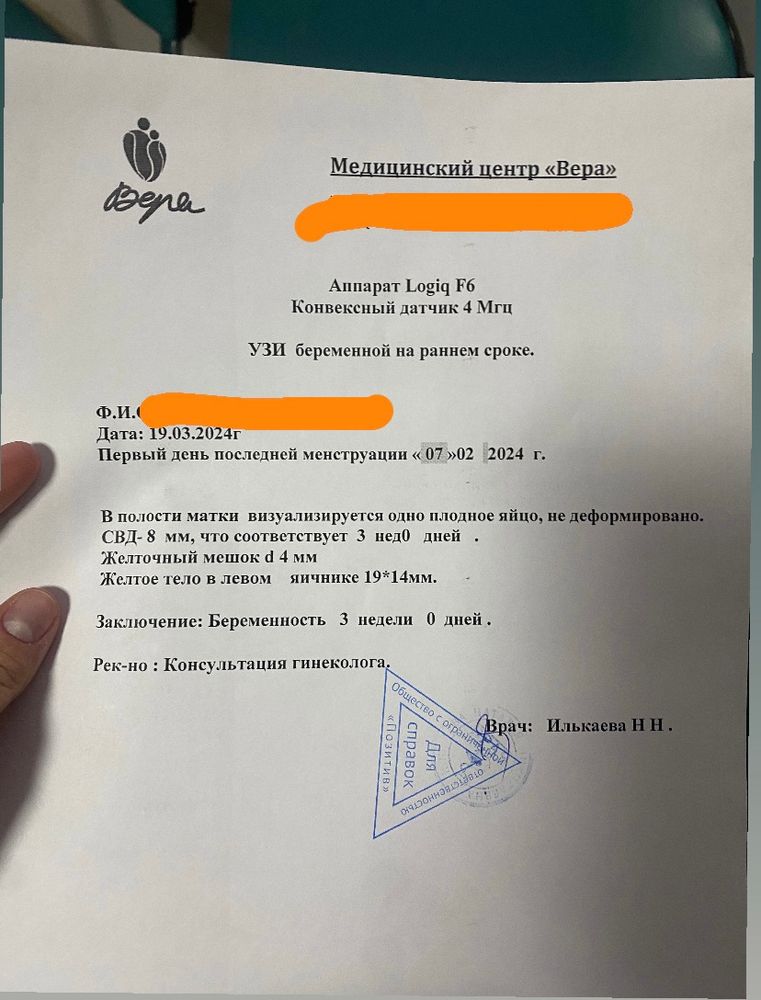 Вера
Медицинский центр «Вера»
Аппарат Logiq F6
Конвексный датчик 4 Мгц
УЗИ беременной на раннем сроке.
Ф.И.
Дата: 19.03.2024г
Первый день последней менструации «07»02 2024 г.
В полости матки визуализируется одно плодное яйцо, не деформировано.
СВД- 8 мм, что соответствует 3 нед0 дней .
Желточный мешок d 4 мм
Желтое тело в левом яичнике 19*14мм.
Заключение: Беременность 3 недели 0 дней .
Рек-но : Консультация гинеколога.
Врач: Илькаева Н Н .
Общество с ограниченной
ответственностью
«Позитив»
Для
справок